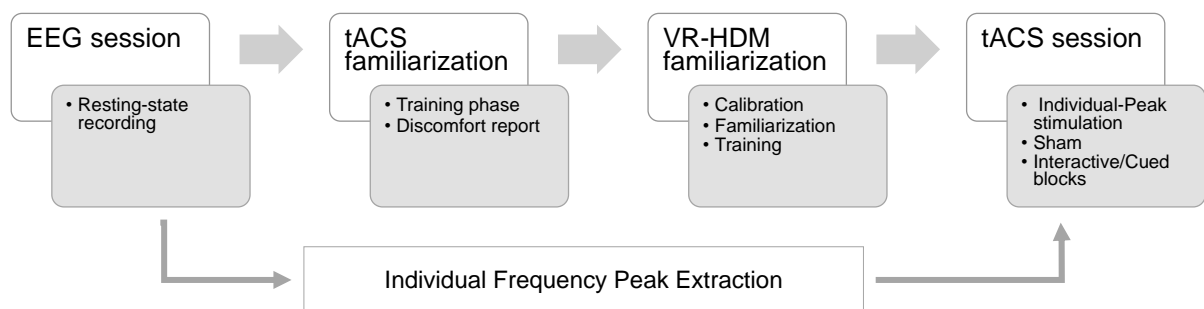 EEG session
• Resting-state
recording
tACS
familiarization
• Training phase
• Discomfort report
VR-HDM
familiarization
• Calibration
• Familiarization
• Training
tACS session
• Individual-Peak
stimulation
• Sham
• Interactive/Cued
blocks
Individual Frequency Peak Extraction